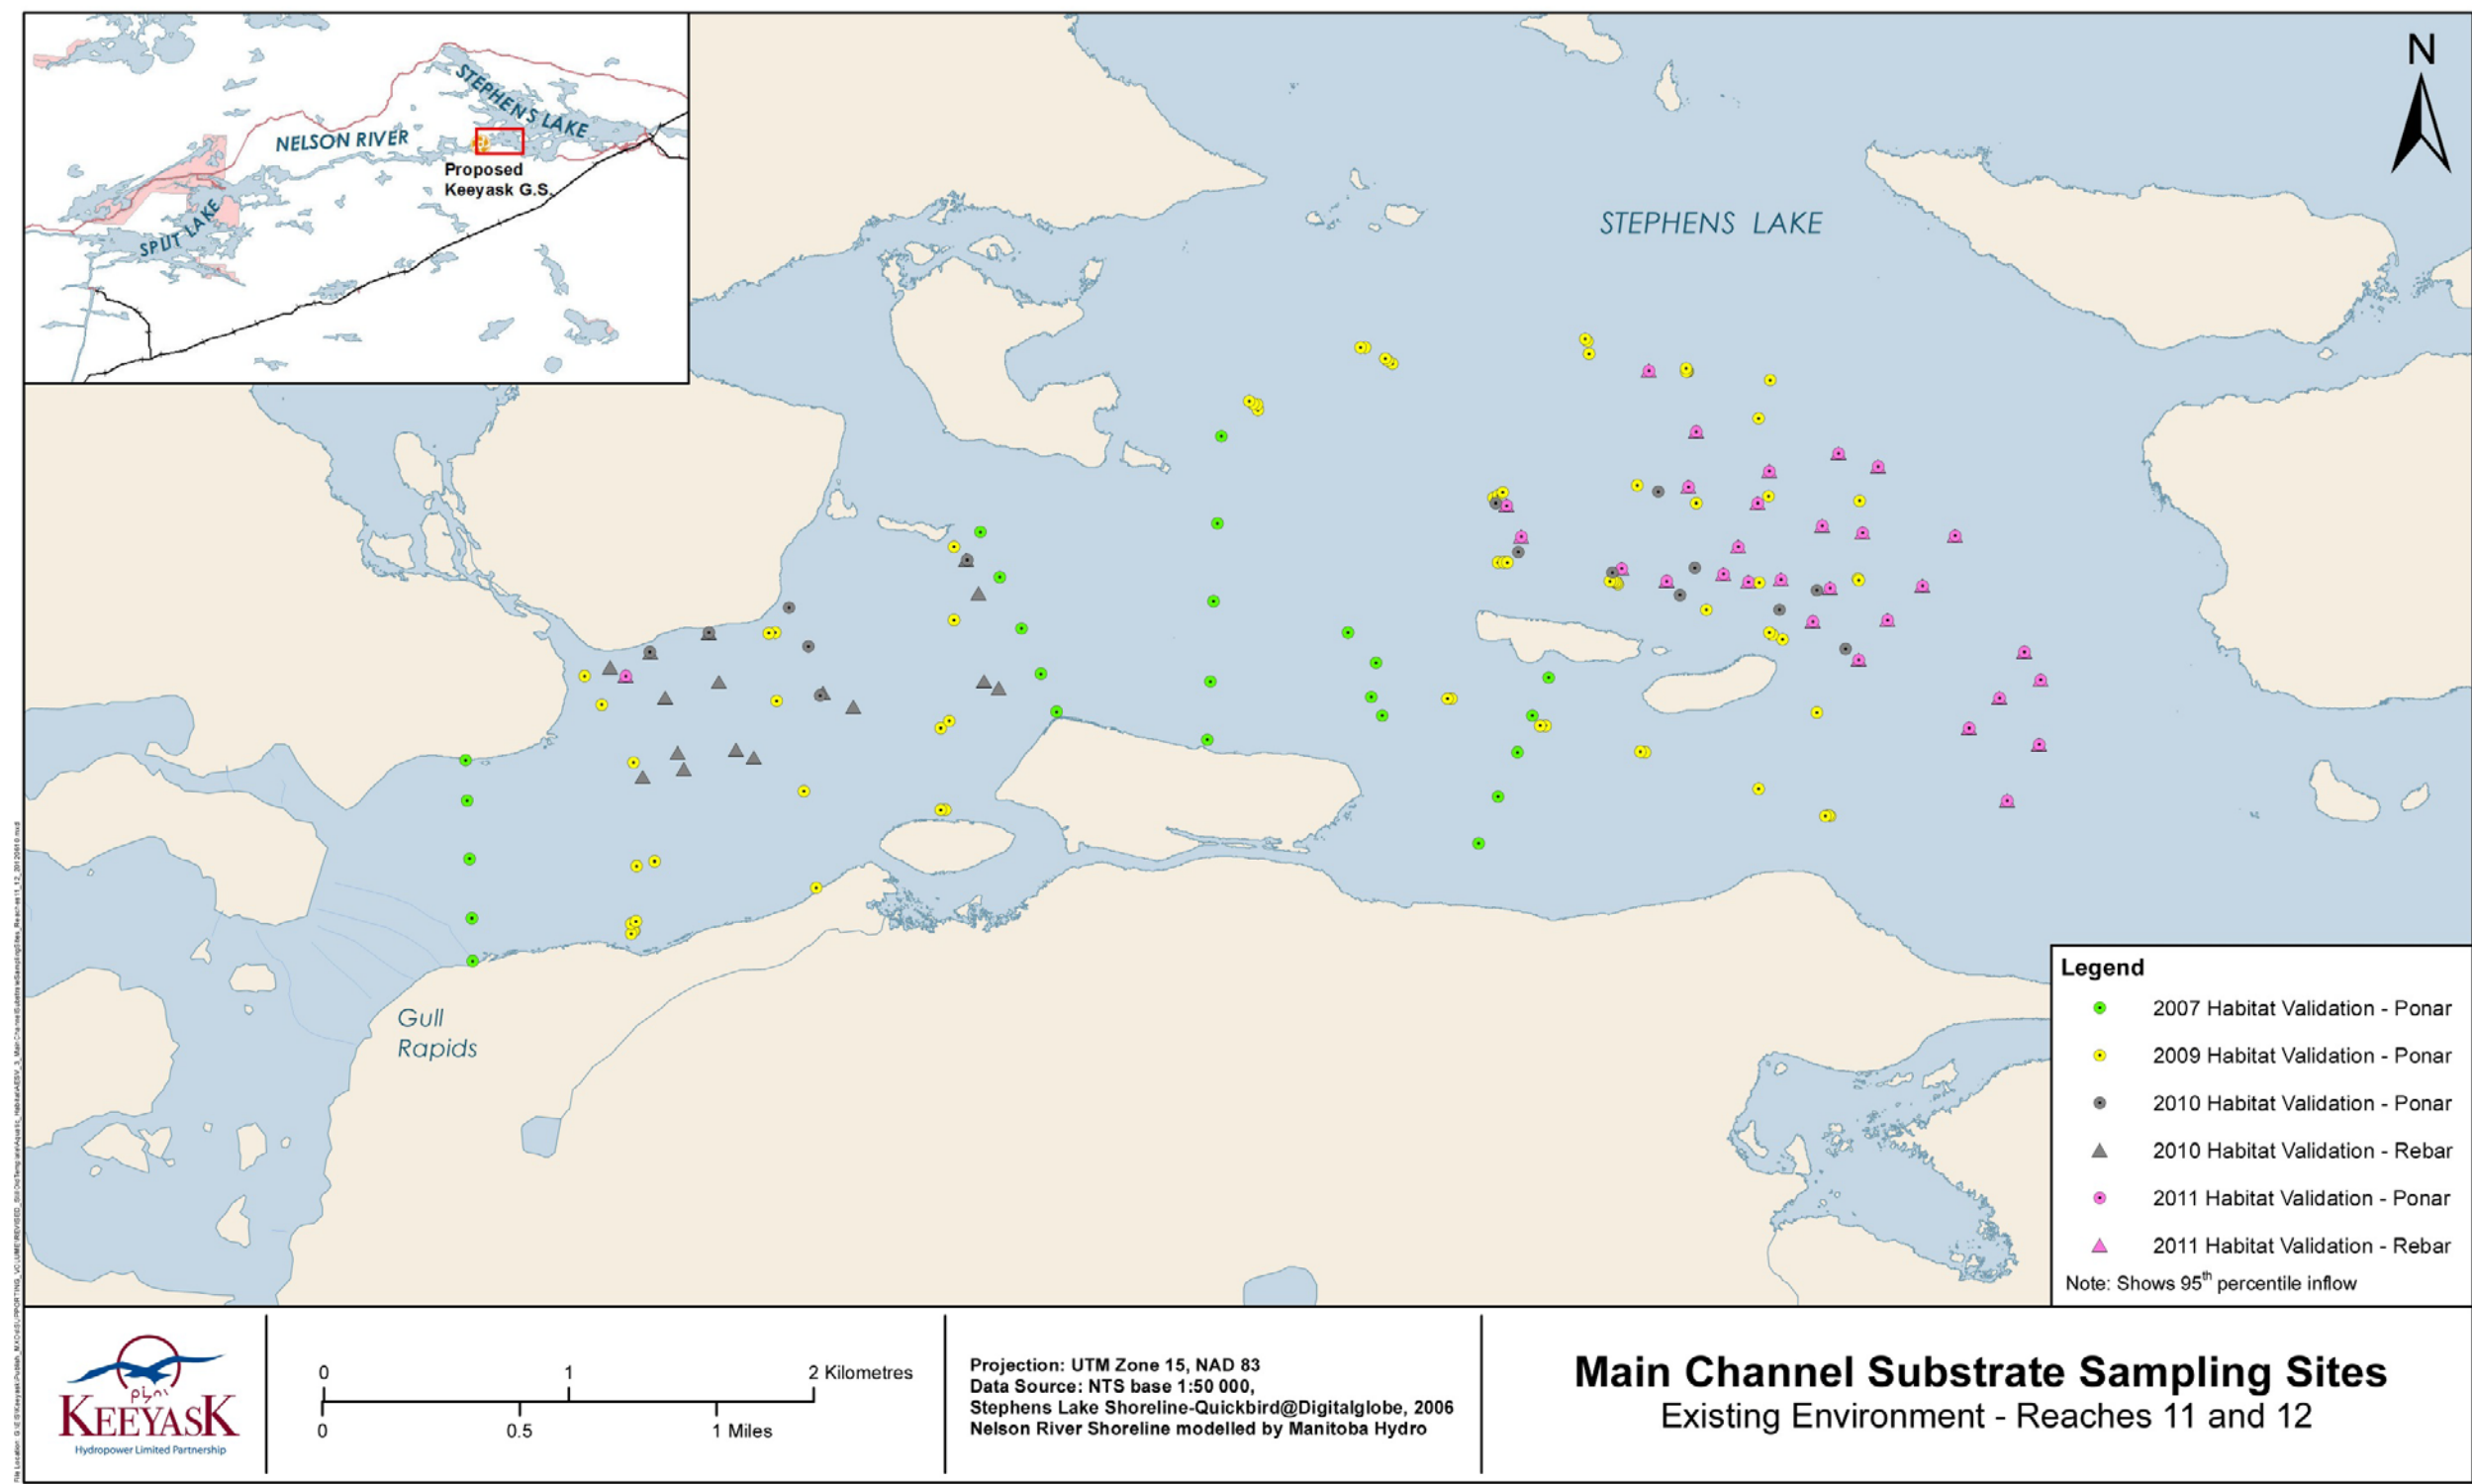 STEPHENS LAKE
NELSON RIVER
Proposed
Keeyask G.S.
SPLIT LAKE
N
STEPHENS LAKE
Gull
Rapids
Legend
2007 Habitat Validation - Ponar
2009 Habitat Validation - Ponar
2010 Habitat Validation - Ponar
2010 Habitat Validation - Rebar
2011 Habitat Validation - Ponar
2011 Habitat Validation - Rebar
Note: Shows 95th percentile inflow
KEEYASK
Hydropower Limited Partnership
0 1 2 Kilometres
0 0.5 1 Miles
Projection: UTM Zone 15, NAD 83
Data Source: NTS base 1:50 000,
Stephens Lake Shoreline-Quickbird@Digitalglobe, 2006
Nelson River Shoreline modelled by Manitoba Hydro
Main Channel Substrate Sampling Sites
Existing Environment - Reaches 11 and 12